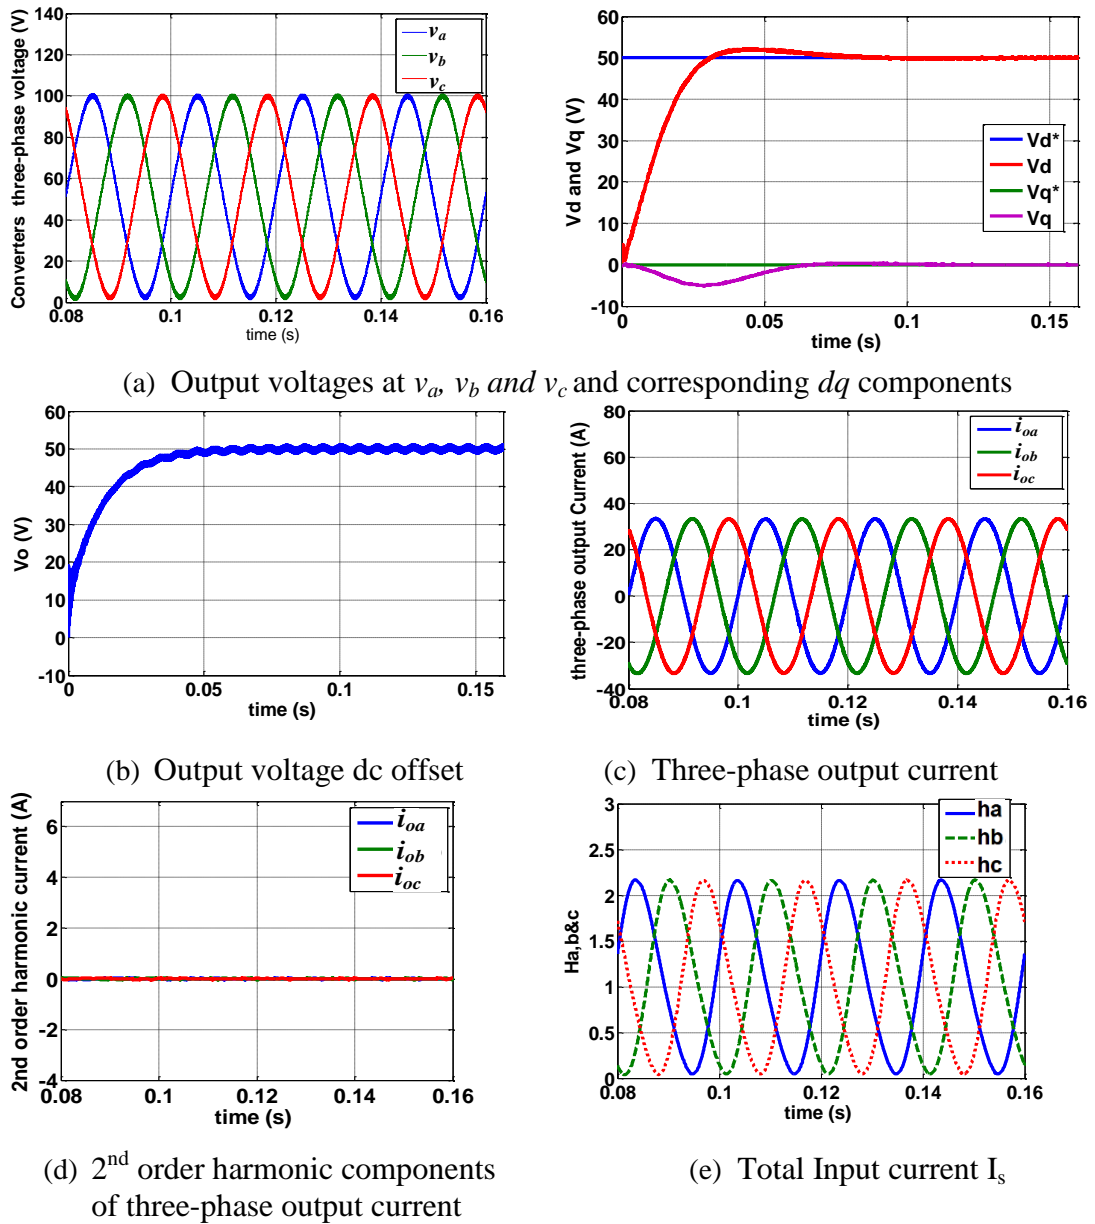 Converters three-phase voltage (V)
140
120
100
80
60
40
20
0
0.08
0.1
0.12
0.14
0.16
time (s)
va
vb
vc
Vd and Vq (V)
60
50
40
30
20
10
0
-10
0
0.05
0.1
0.15
time (s)
Vd*
Vd
Vq*
Vq
(a) Output voltages at va, vb and vc and corresponding dq components
Vo (V)
60
50
40
30
20
10
0
-10
0
0.05
0.1
0.15
time (s)
three-phase output Current (A)
80
60
40
20
0
-20
-40
0.08
0.1
0.12
0.14
0.16
time (s)
ioa
iob
ioc
(b) Output voltage dc offset
(c) Three-phase output current
2nd order harmonic current (A)
6
4
2
0
-2
-4
0.08
0.1
0.12
0.14
0.16
time (s)
ioa
iob
ioc
Ha,b&c
3
2.5
2
1.5
1
0.5
0
0.08
0.1
0.12
0.14
0.16
time (s)
ha
hb
hc
(d) 2nd order harmonic components
of three-phase output current
(e) Total Input current Is